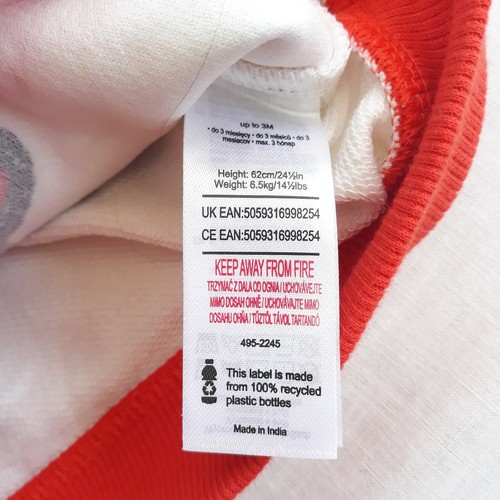 up to 3M
• do 3 miesięcy • do 3 měsíců • do 3
mesiacov • max. 3 hónap
Height: 62cm/24½in
Weight: 6.5kg/14½lbs
UK EAN:5059316998254
CE EAN:5059316998254
KEEP AWAY FROM FIRE
TRZYMAĆ Z DALA OD OGNIA / UCHOVÁVEJTE
MIMO DOSAH OHNĚ / UCHOVÁVAJTE MIMO
DOSAHU OHŇA / TŰZTŐL TÁVOL TARTANDÓ
495-2245
This label is made
from 100% recycled
plastic bottles
Made in India